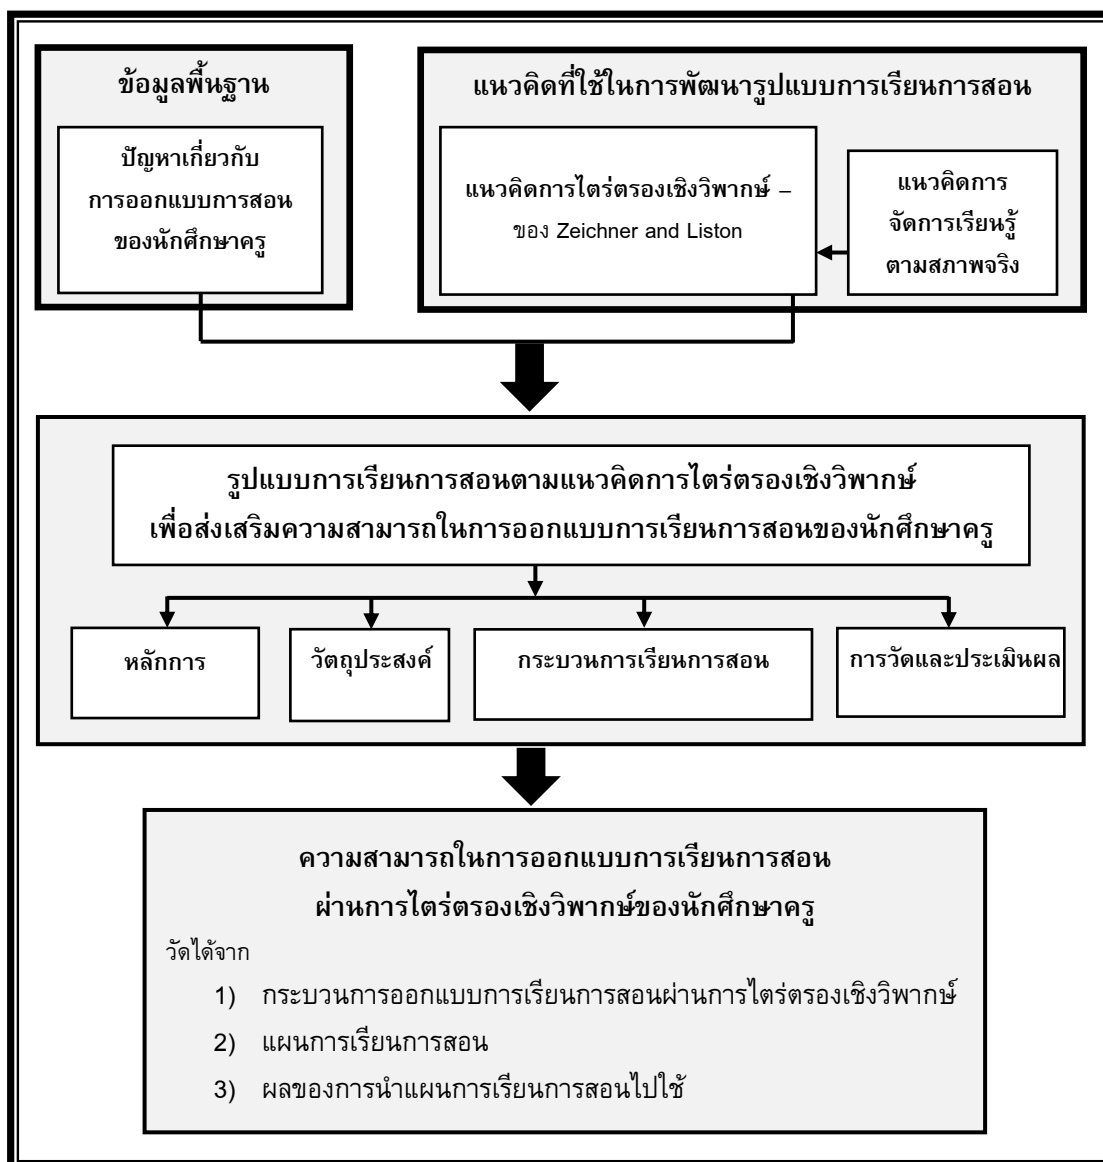 ข้อมูลพื้นฐาน
ปัญหาเกี่ยวกับ
การออกแบบการสอน
ของนักศึกษาครู
แนวคิดที่ใช้ในการพัฒนารูปแบบการเรียนการสอน
แนวคิดการไตร่ตรองเชิงวิพากษ์ –
ของ Zeichner and Liston
แนวคิดการ
จัดการเรียนรู้
ตามสภาพจริง
รูปแบบการเรียนการสอนตามแนวคิดการไตร่ตรองเชิงวิพากษ์
เพื่อส่งเสริมความสามารถในการออกแบบการเรียนการสอนของนักศึกษาครู
หลักการ
วัตถุประสงค์
กระบวนการเรียนการสอน
การวัดและประเมินผล
ความสามารถในการออกแบบการเรียนการสอน
ผ่านการไตร่ตรองเชิงวิพากษ์ของนักศึกษาครู
วัดได้จาก
1) กระบวนการออกแบบการเรียนการสอนผ่านการไตร่ตรองเชิงวิพากษ์
2) แผนการเรียนการสอน
3) ผลของการนำแผนการเรียนการสอนไปใช้